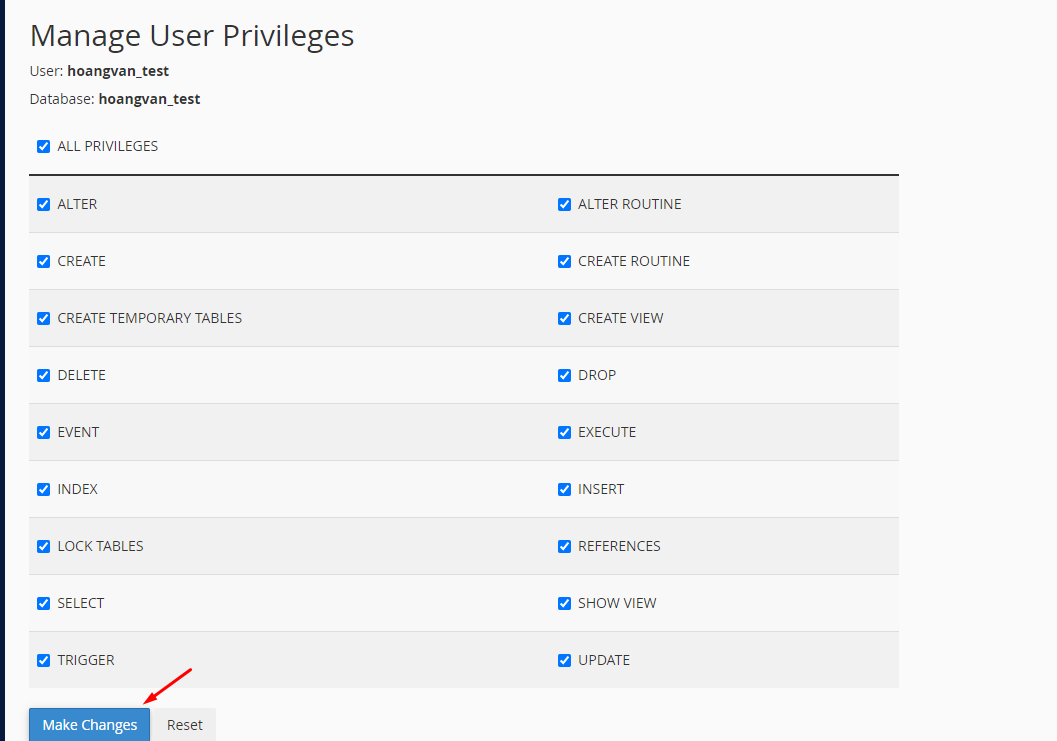 Manage User Privileges
User: hoangvan_test
Database: hoangvan_test
ALL PRIVILEGES
ALTER ALTER ROUTINE
CREATE CREATE ROUTINE
CREATE TEMPORARY TABLES CREATE VIEW
DELETE DROP
EVENT EXECUTE
INDEX INSERT
LOCK TABLES REFERENCES
SELECT SHOW VIEW
TRIGGER UPDATE
Make Changes Reset